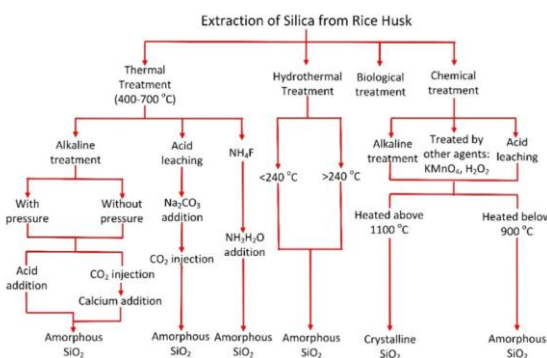 Extraction of Silica from Rice Husk
Thermal
Treatment
(400-700 °C)
Hydrothermal
Treatment
Biological
treatment
Chemical
treatment
Alkaline
treatment
Acid
leaching
NH₄F
<240 °C
>240 °C
Alkaline
treatment
Treated by
other agents:
KMnO₄, H₂O₂
Acid
leaching
With
pressure
Without
pressure
Na₂CO₃
addition
Heated above
1100 °C
Heated below
900 °C
Acid
addition
CO₂ injection
Calcium addition
CO₂ injection
NH₃H₂O
addition
Amorphous
SiO₂
Amorphous
SiO₂
Amorphous
SiO₂
Amorphous
SiO₂
Crystalline
SiO₂
Amorphous
SiO₂